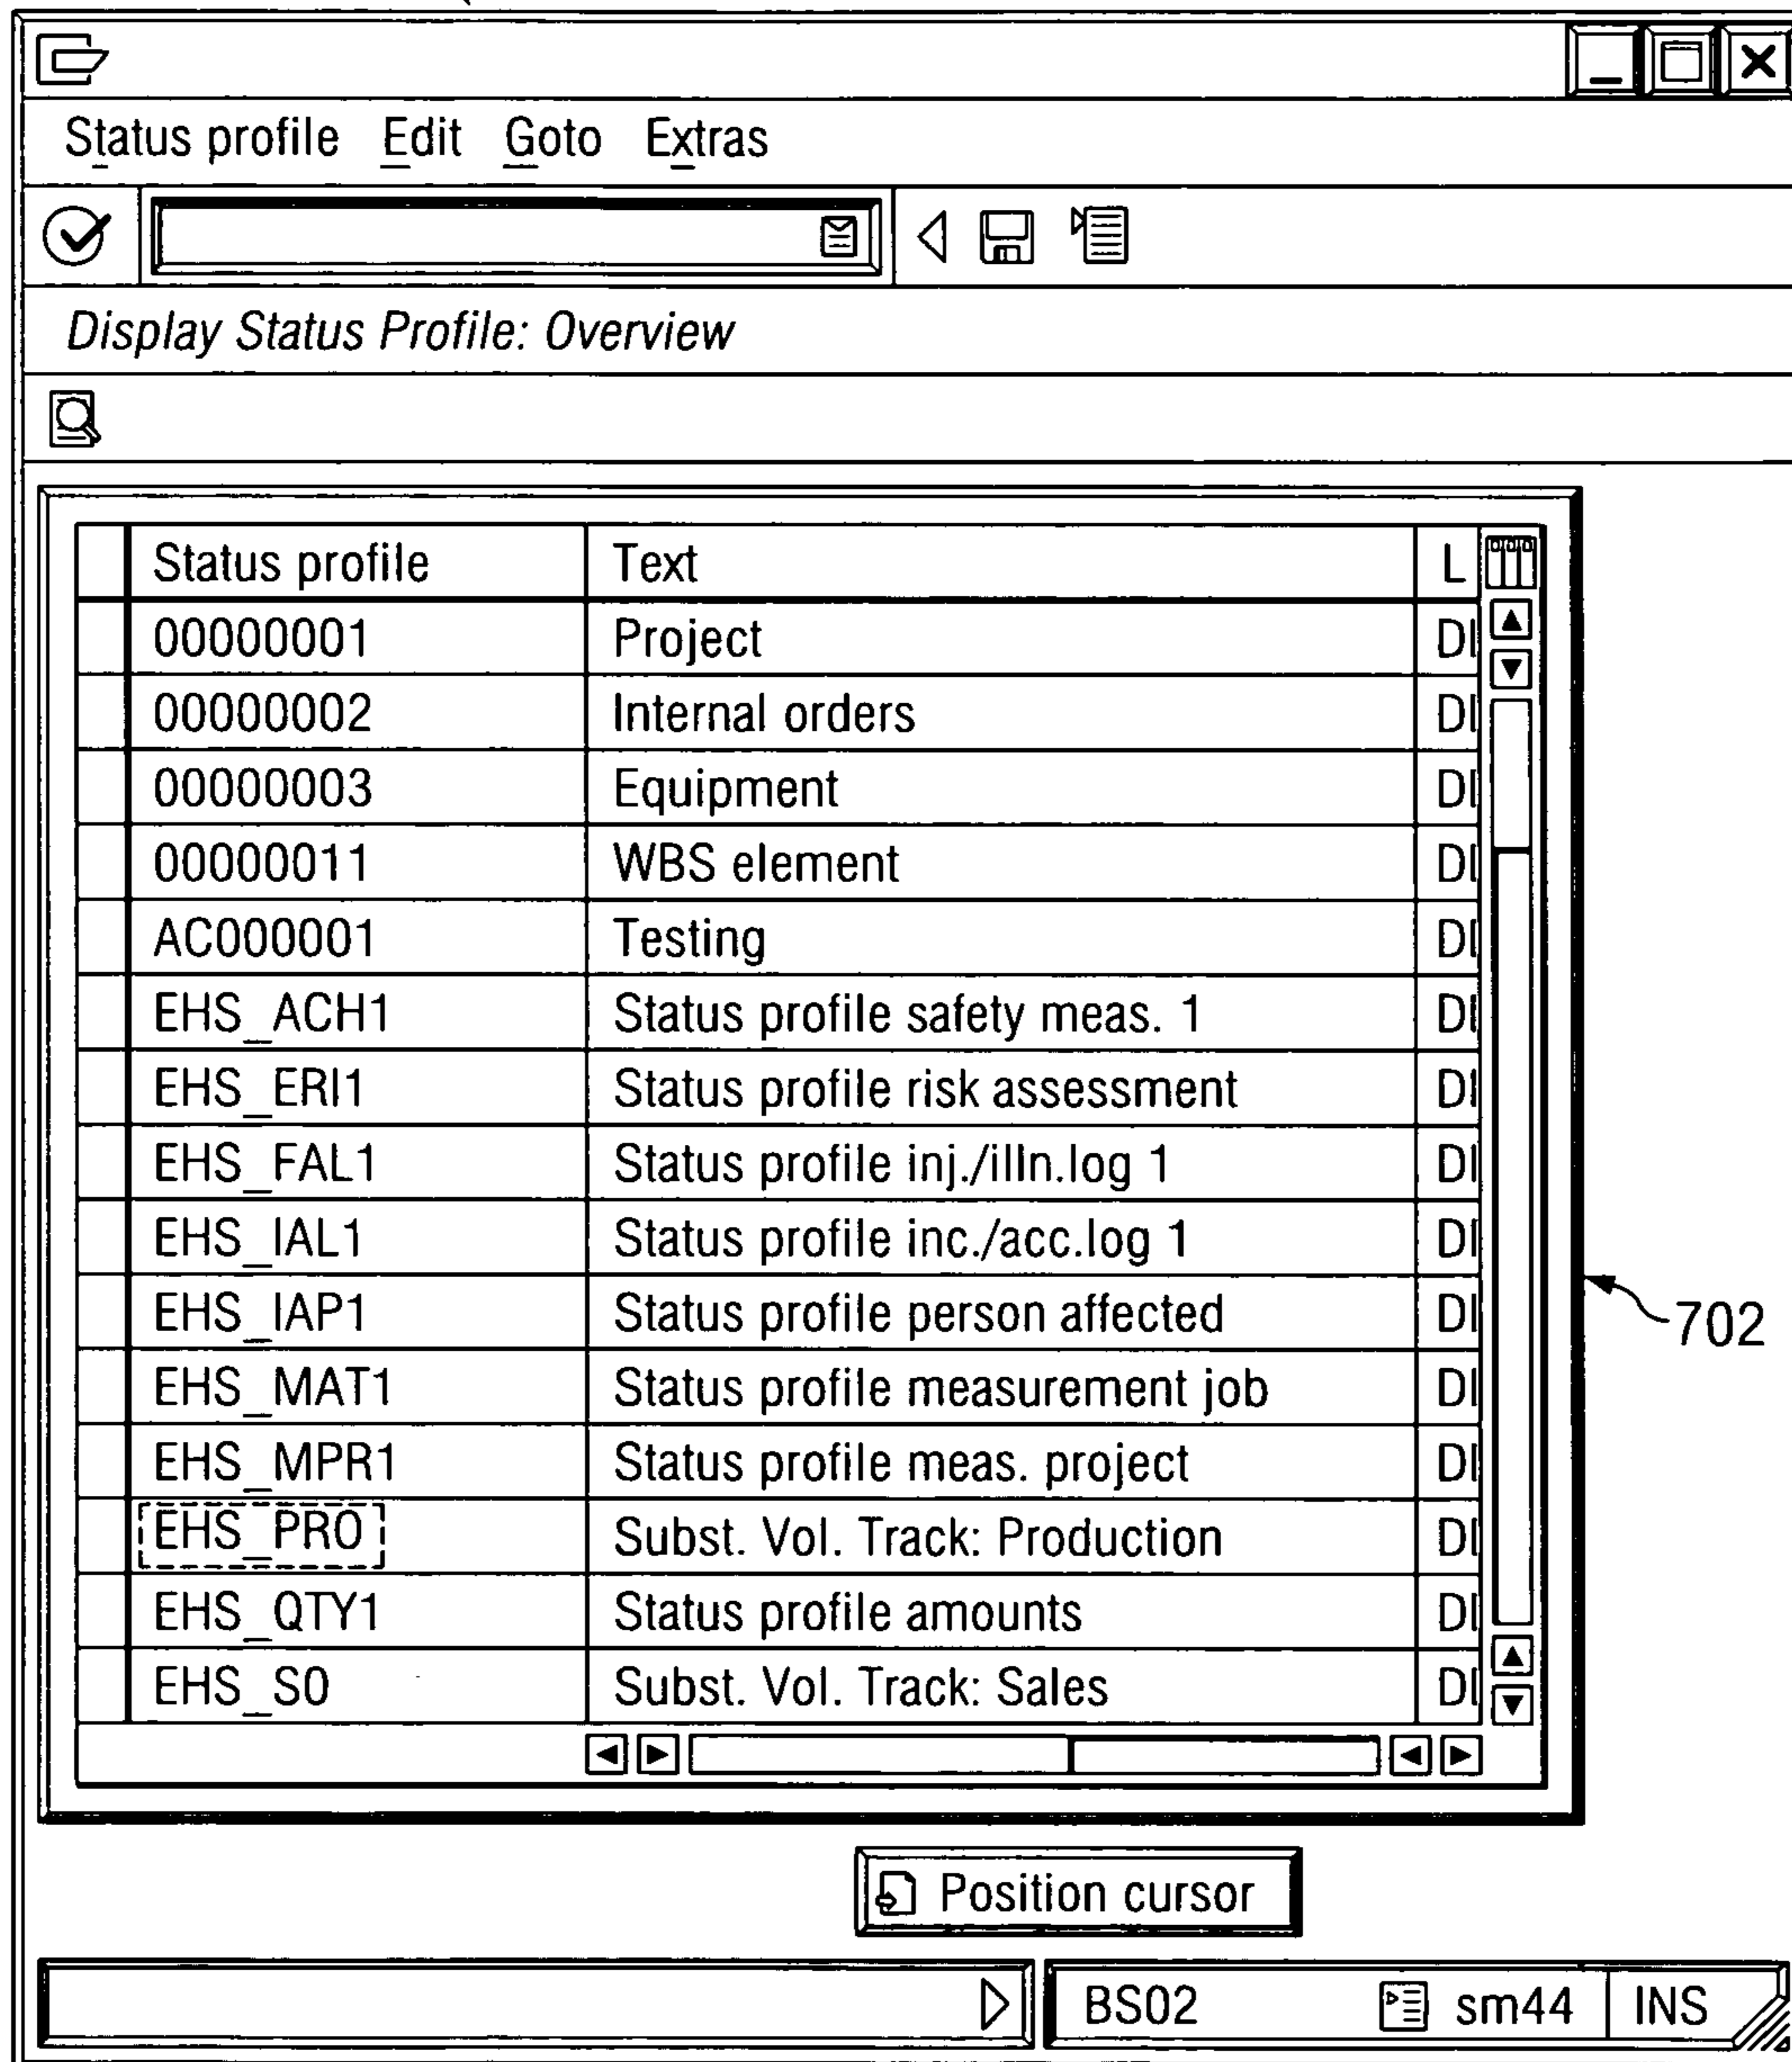 Status profile Edit Goto Extras
Display Status Profile: Overview
Status profile Text L
00000001 Project DI
00000002 Internal orders DI
00000003 Equipment DI
00000011 WBS element DI
AC000001 Testing DI
EHS_ACH1 Status profile safety meas. 1 DI
EHS_ERI1 Status profile risk assessment DI
EHS_FAL1 Status profile inj./illn.log 1 DI
EHS_IAL1 Status profile inc./acc.log 1 DI
EHS_IAP1 Status profile person affected DI
702
EHS_MAT1 Status profile measurement job DI
EHS_MPR1 Status profile meas. project DI
EHS_PRO Subst. Vol. Track: Production DI
EHS_QTY1 Status profile amounts DI
EHS_S0 Subst. Vol. Track: Sales DI
Position cursor
BS02 sm44 INS